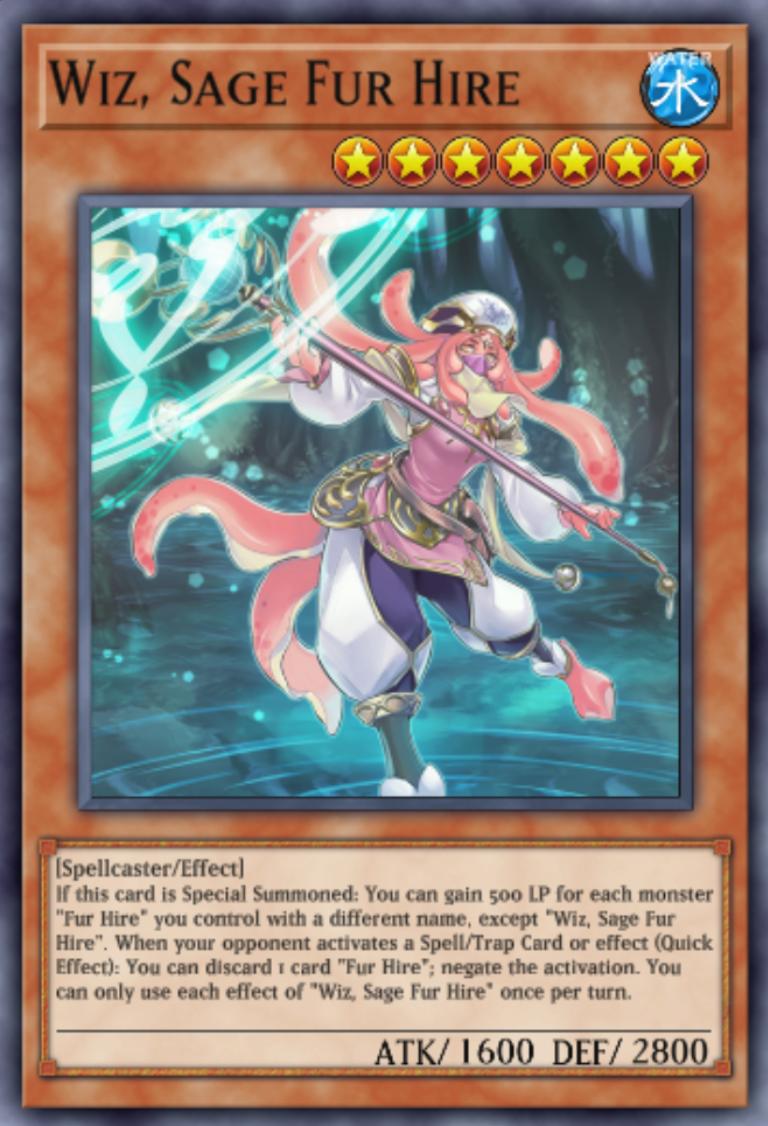 Wiz, Sage Fur Hire
WATER
水
[Spellcaster/Effect]
If this card is Special Summoned: You can gain 500 LP for each monster
"Fur Hire" you control with a different name, except "Wiz, Sage Fur
Hire". When your opponent activates a Spell/Trap Card or effect (Quick
Effect): You can discard 1 card "Fur Hire"; negate the activation. You
can only use each effect of "Wiz, Sage Fur Hire" once per turn.
ATK/ 1600 DEF/ 2800